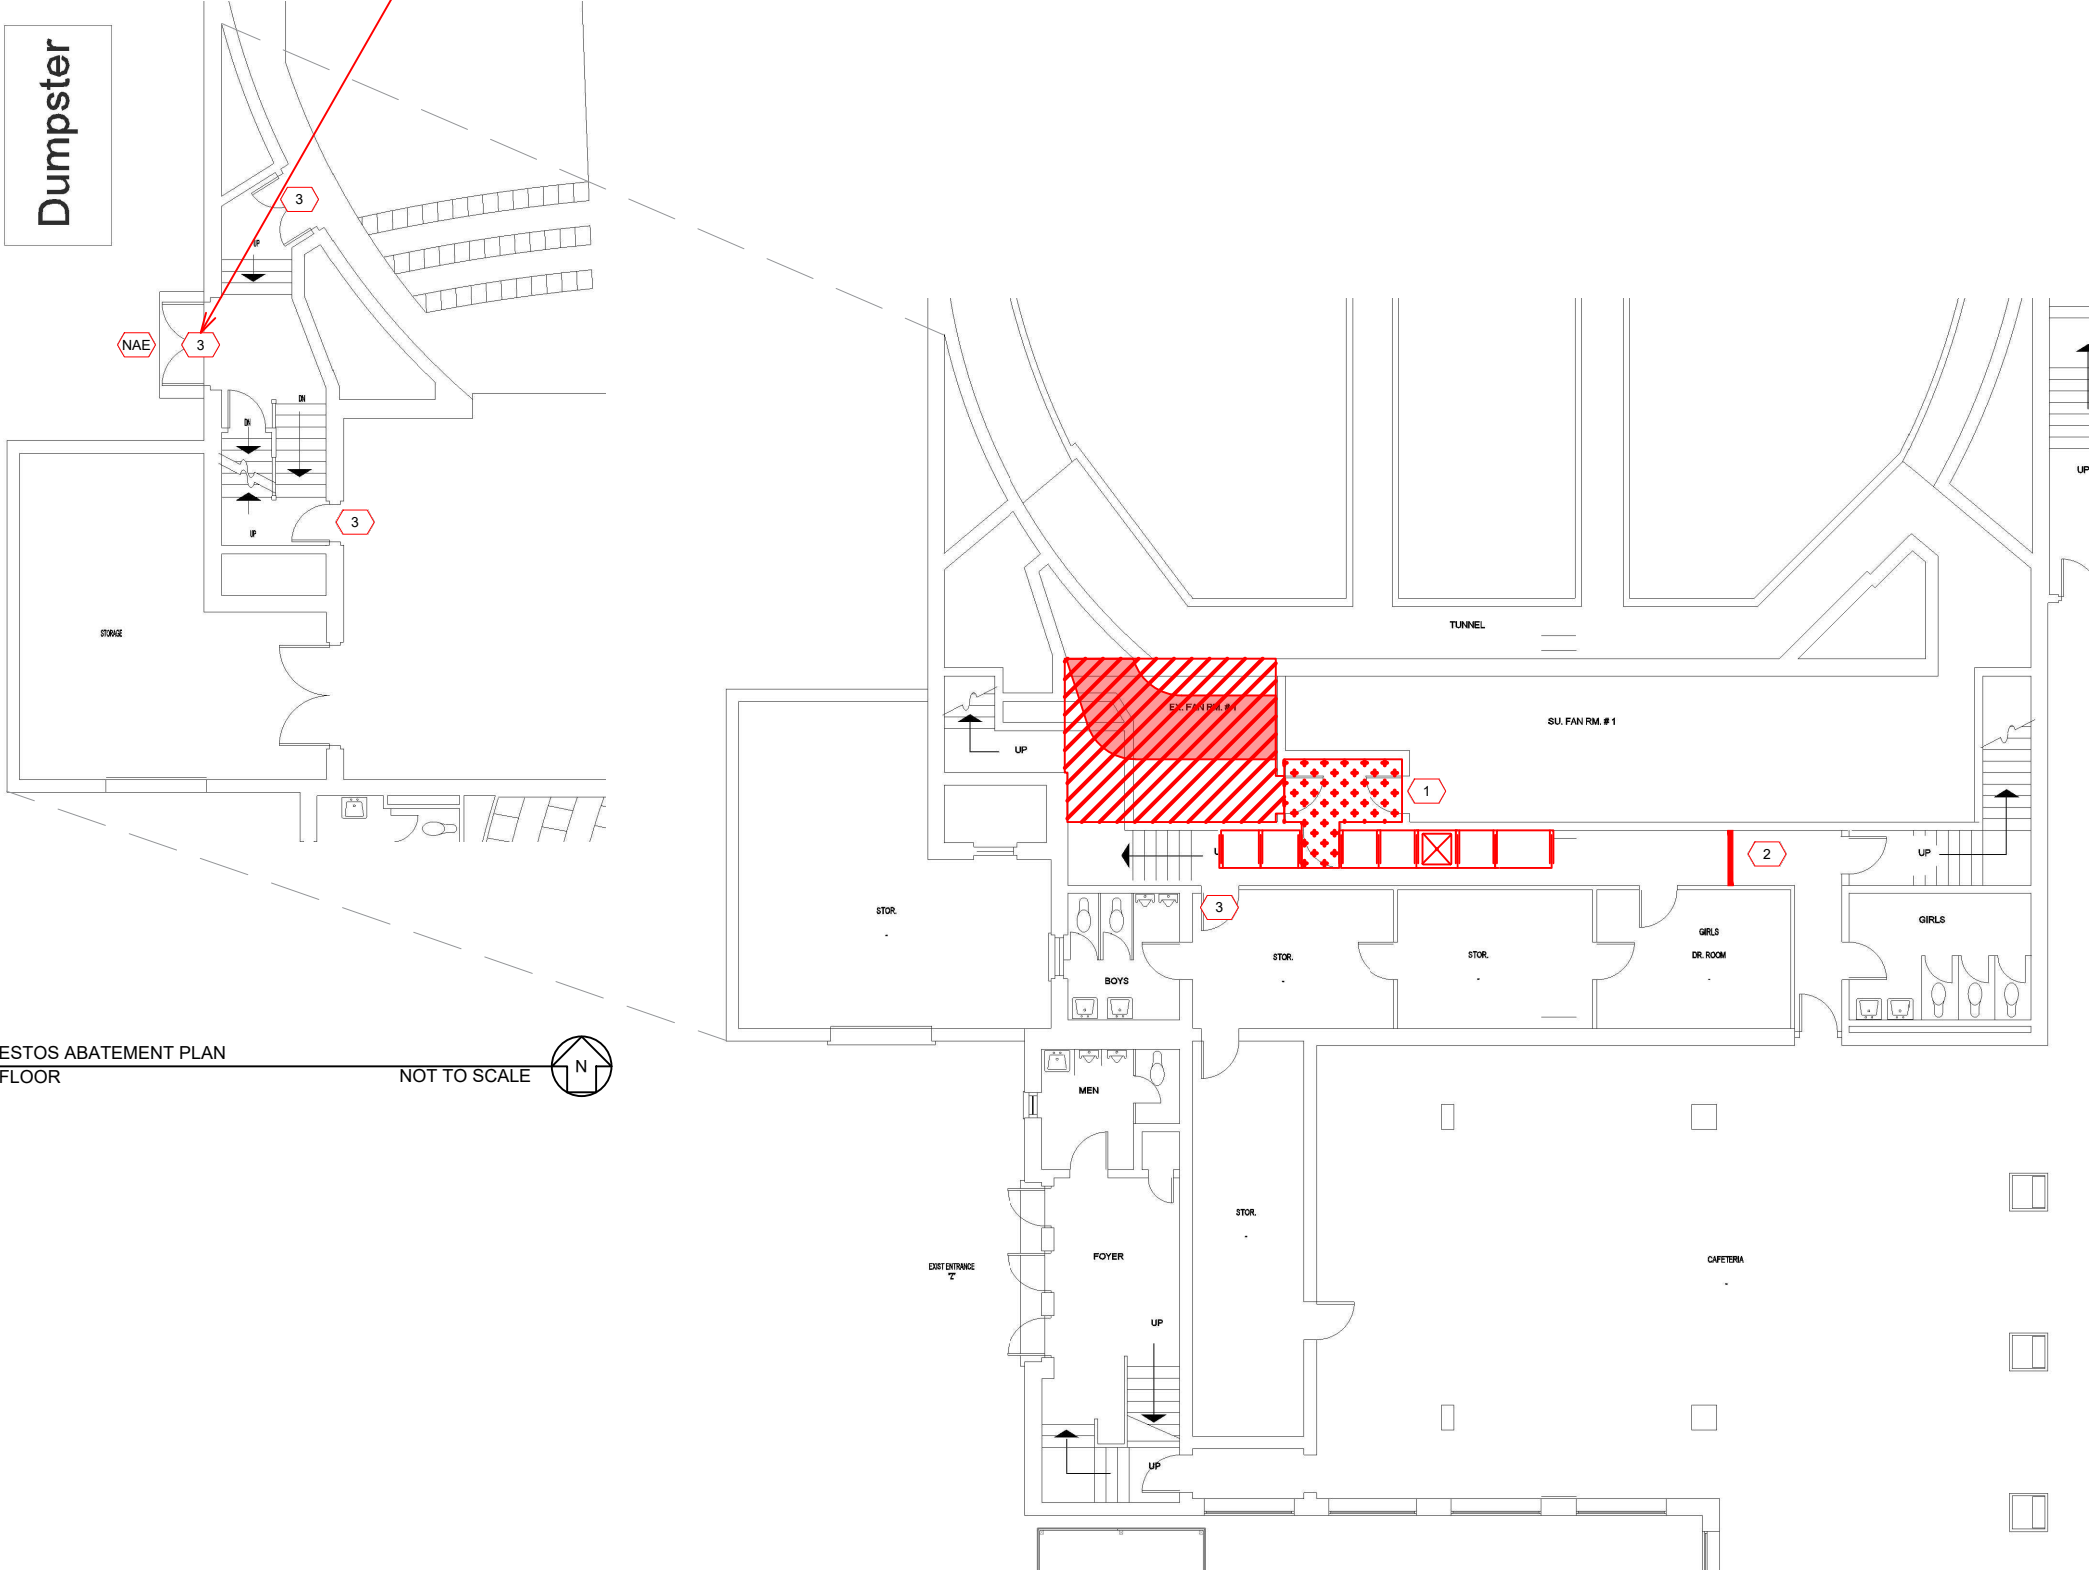 Dumpster
3
UP
NAE
3
DN
DN
3
UP
STORAGE
TUNNEL
EX. FAN RM. # 1
SU. FAN RM. # 1
UP
UP
1
2
UP
3
STOR.
-
BOYS
STOR.
-
STOR.
-
GIRLS
DR. ROOM
-
GIRLS
ESTOS ABATEMENT PLAN
FLOOR
NOT TO SCALE
N
MEN
STOR.
-
FOYER
EXIST ENTRANCE
"Z"
CAFETERIA
-
UP
UP